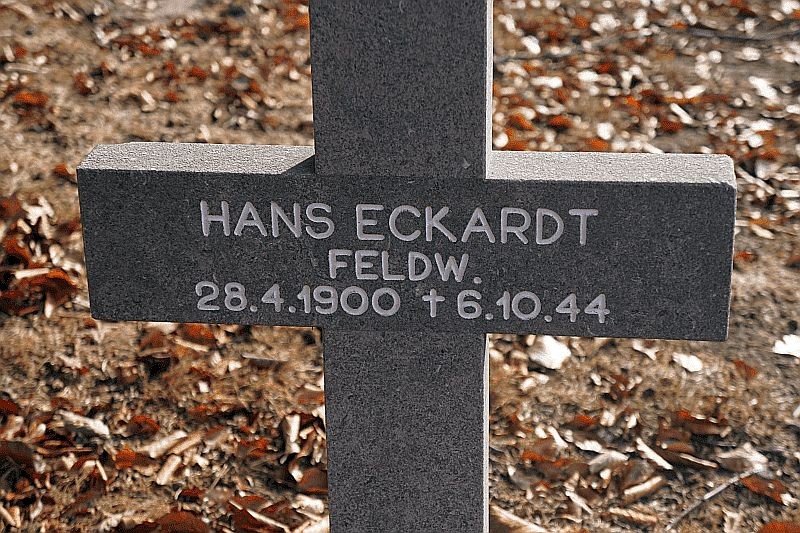 HANS ECKARDT
FELDW.
28.4.1900 † 6.10.44